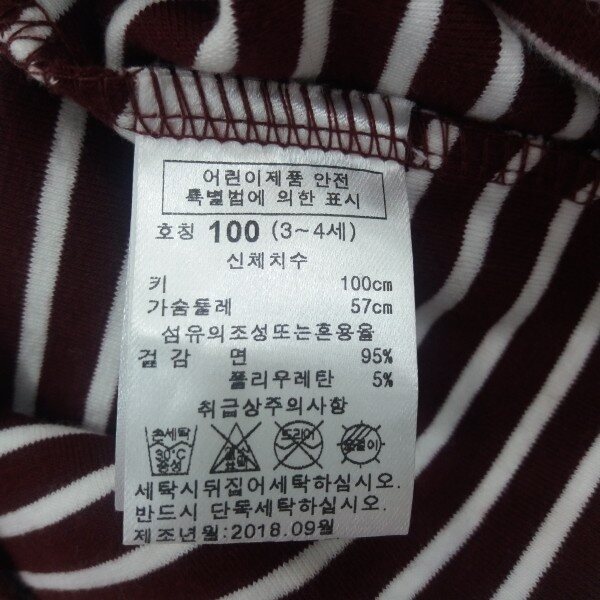 어린이제품 안전
특별법에 의한 표시
호칭 100 (3~4세)
신체치수
키 100cm
가슴둘레 57cm
섬유의조성또는혼용율
겉감 면 95%
폴리우레탄 5%
취급상주의사항
손세탁
30℃
중성
드라이
옷걸이
세탁시뒤집어세탁하십시오.
반드시 단독세탁하십시오.
제조년월:2018.09월